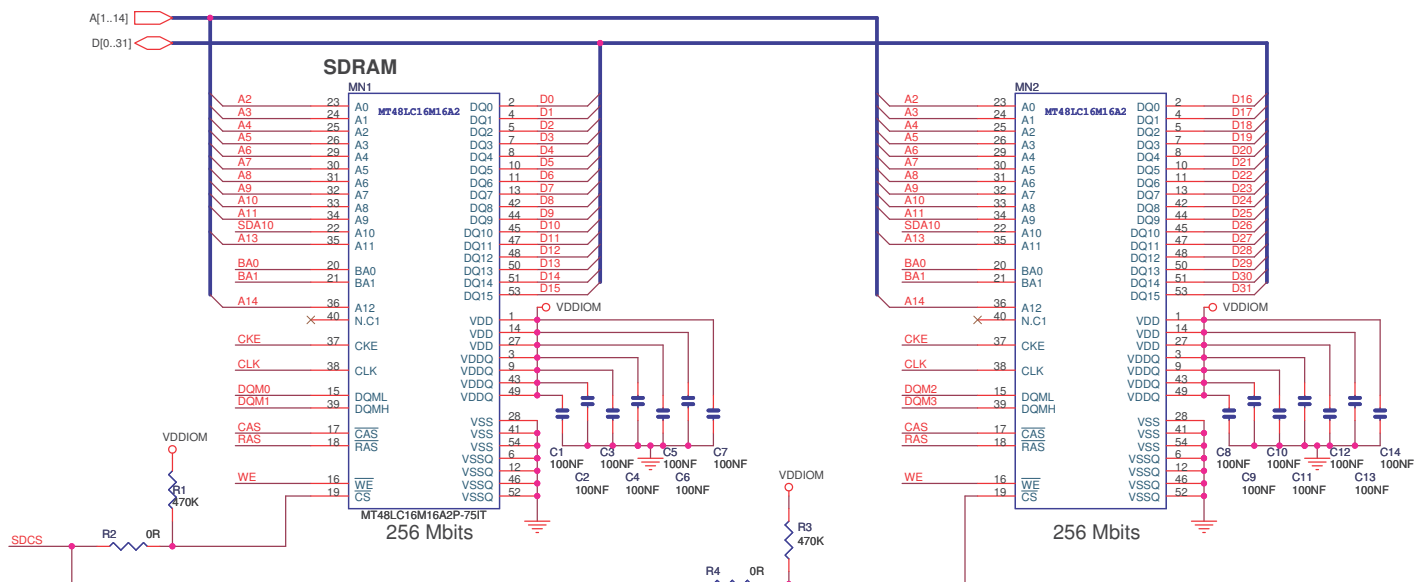 A[1..14]
D[0..31]
SDRAM
MN1
MT48LC16M16A2
A2 23 A0 DQ0 2 D0
A3 24 A1 DQ1 4 D1
A4 25 A2 DQ2 5 D2
A5 26 A3 DQ3 7 D3
A6 29 A4 DQ4 8 D4
A7 30 A5 DQ5 10 D5
A8 31 A6 DQ6 11 D6
A9 32 A7 DQ7 13 D7
A10 33 A8 DQ8 42 D8
A11 34 A9 DQ9 44 D9
SDA10 22 A10 DQ10 45 D10
A13 35 A11 DQ11 47 D11
DQ12 48 D12
BA0 20 BA0 DQ13 50 D13
BA1 21 BA1 DQ14 51 D14
DQ15 53 D15
A14 36 A12 VDDIOM
40 N.C1 VDD 1
VDD 14
CKE 37 CKE VDD 27
VDDQ 3
CLK 38 CLK VDDQ 9
VDDQ 43
DQM0 15 DQML VDDQ 49
DQM1 39 DQMH
VSS 28
CAS 17 CAS VSS 41
RAS 18 RAS VSS 54
VSSQ 6
VSSQ 12
WE 16 WE VSSQ 46
19 CS VSSQ 52
MT48LC16M16A2P-75IT
256 Mbits
C1 C3 C5 C7
100NF 100NF 100NF 100NF
C2 C4 C6
100NF 100NF 100NF
VDDIOM
R1
470K
SDCS R2 0R
MN2
MT48LC16M16A2
A2 23 A0 DQ0 2 D16
A3 24 A1 DQ1 4 D17
A4 25 A2 DQ2 5 D18
A5 26 A3 DQ3 7 D19
A6 29 A4 DQ4 8 D20
A7 30 A5 DQ5 10 D21
A8 31 A6 DQ6 11 D22
A9 32 A7 DQ7 13 D23
A10 33 A8 DQ8 42 D24
A11 34 A9 DQ9 44 D25
SDA10 22 A10 DQ10 45 D26
A13 35 A11 DQ11 47 D27
DQ12 48 D28
BA0 20 BA0 DQ13 50 D29
BA1 21 BA1 DQ14 51 D30
DQ15 53 D31
A14 36 A12 VDDIOM
40 N.C1 VDD 1
VDD 14
CKE 37 CKE VDD 27
VDDQ 3
CLK 38 CLK VDDQ 9
VDDQ 43
DQM2 15 DQML VDDQ 49
DQM3 39 DQMH
VSS 28
CAS 17 CAS VSS 41
RAS 18 RAS VSS 54
VSSQ 6
VSSQ 12
WE 16 WE VSSQ 46
19 CS VSSQ 52
256 Mbits
C8 C10 C12 C14
100NF 100NF 100NF 100NF
C9 C11 C13
100NF 100NF 100NF
VDDIOM
R3
470K
R4 0R